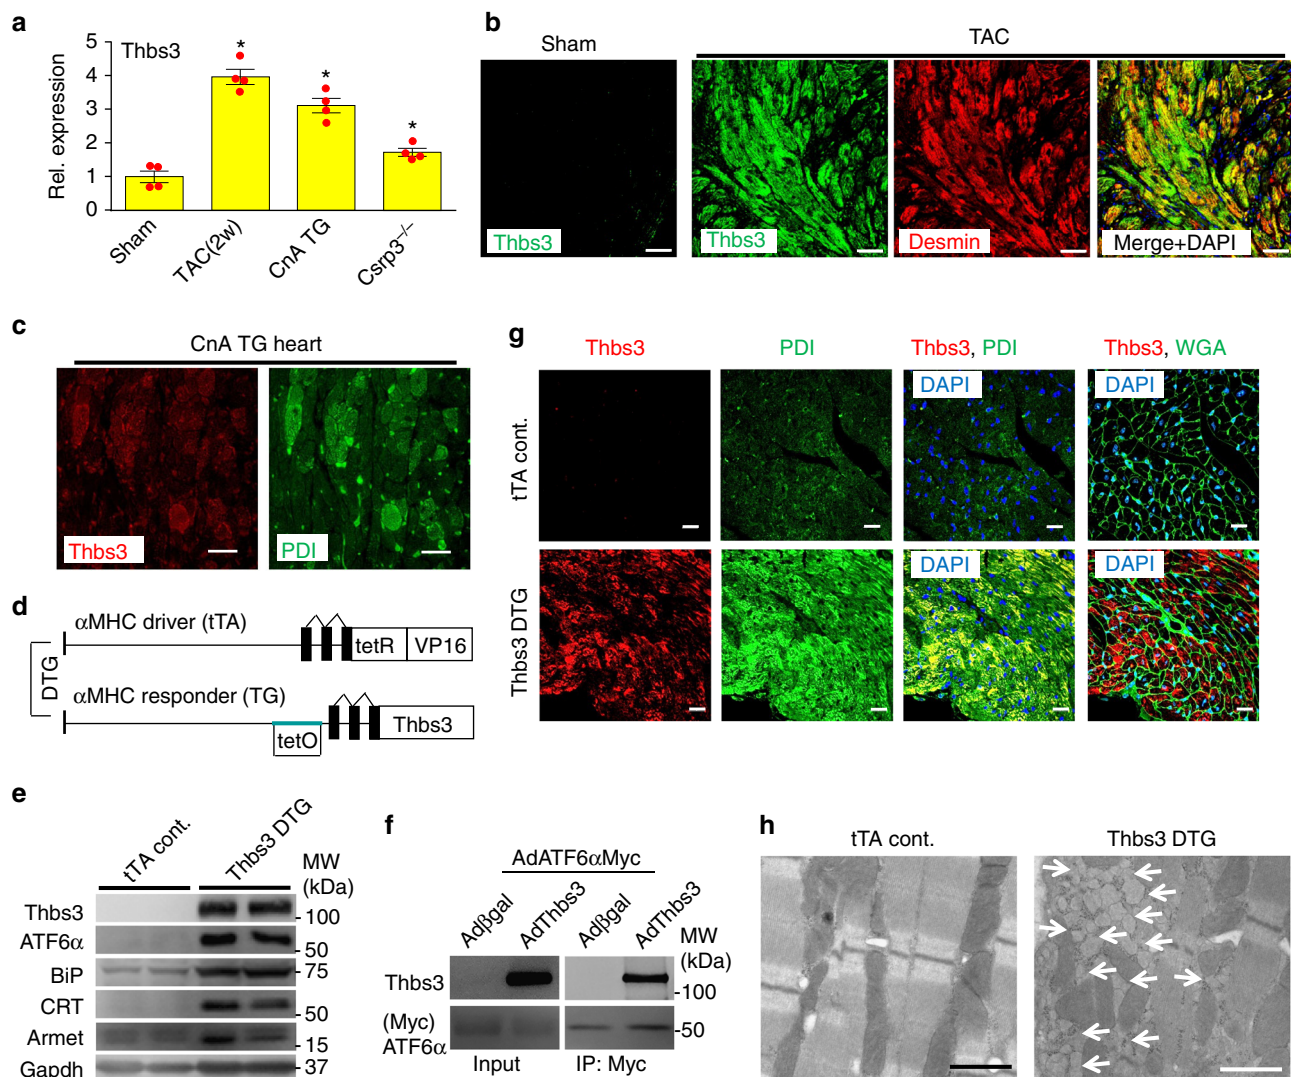 a
Thbs3
Rel. expression
5
4
3
2
1
0
*
*
*
Sham
TAC(2w)
CnA TG
Csrp3⁻/⁻
b
Sham
TAC
Thbs3
Thbs3
Desmin
Merge+DAPI
c
CnA TG heart
Thbs3
PDI
d
DTG
αMHC driver (tTA)
tetR
VP16
αMHC responder (TG)
tetO
Thbs3
e
tTA cont.
Thbs3 DTG
MW
(kDa)
Thbs3
-100
ATF6α
-50
BiP
-75
CRT
-50
Armet
-15
Gapdh
-37
f
AdATF6αMyc
Adβgal
AdThbs3
Adβgal
AdThbs3
MW
(kDa)
Thbs3
-100
(Myc)
ATF6α
-50
Input
IP: Myc
g
Thbs3
PDI
Thbs3, PDI
Thbs3, WGA
tTA cont.
DAPI
DAPI
Thbs3 DTG
DAPI
DAPI
h
tTA cont.
Thbs3 DTG